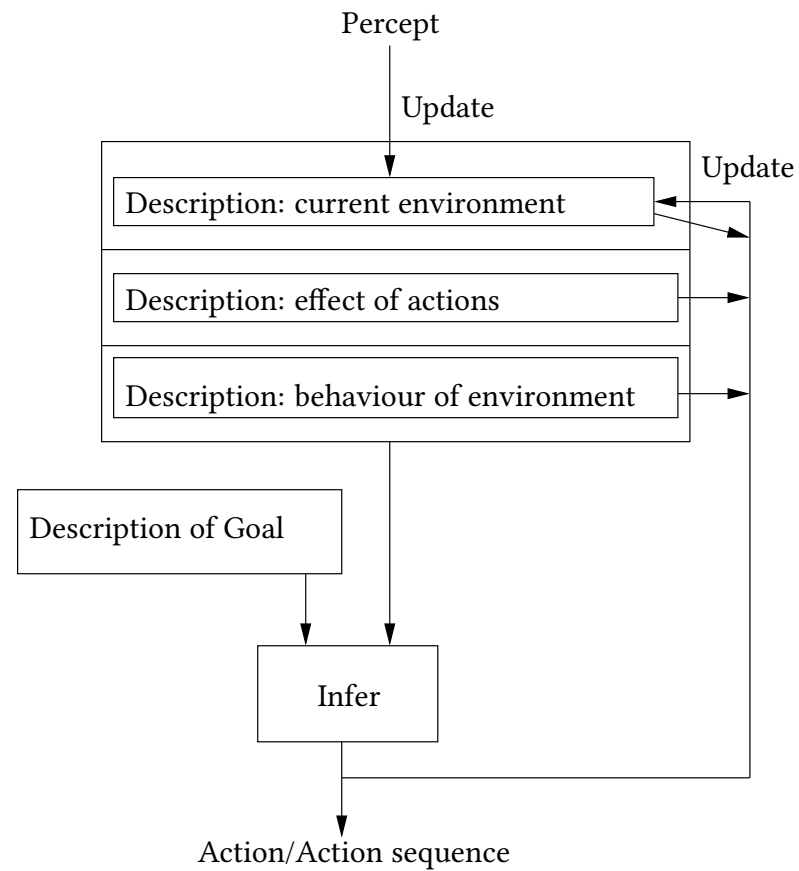 Percept
Update
Update
Description: current environment
Description: effect of actions
Description: behaviour of environment
Description of Goal
Infer
Action/Action sequence